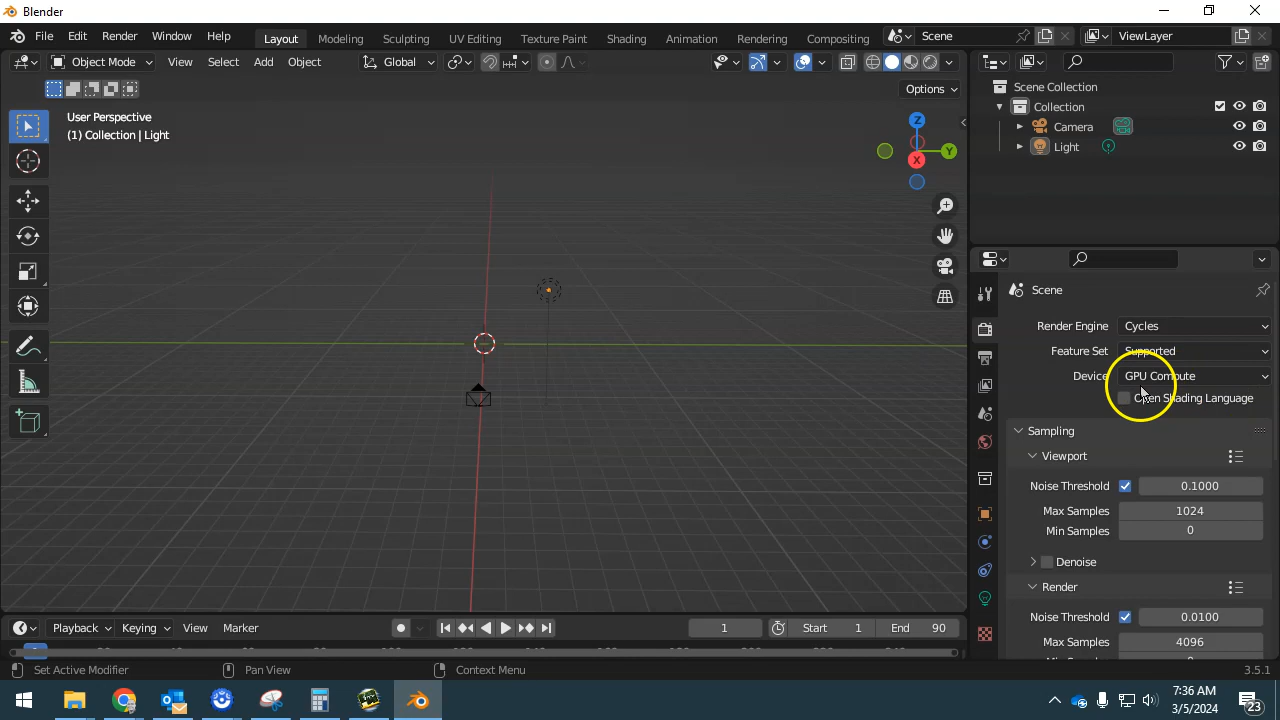 Blender
File Edit Render Window Help Layout Modeling Sculpting UV Editing Texture Paint Shading Animation Rendering Compositing Scene ViewLayer
Object Mode View Select Add Object Global
Options
User Perspective
(1) Collection | Light
Z
Y
X
Scene Collection
Collection
Camera
Light
Scene
Render Engine Cycles
Feature Set Supported
Device GPU Compute
Open Shading Language
Sampling
Viewport
Noise Threshold 0.1000
Max Samples 1024
Min Samples 0
Denoise
Render
Noise Threshold 0.0100
Max Samples 4096
Playback Keying View Marker 1 Start 1 End 90
Set Active Modifier Pan View Context Menu 3.5.1
7:36 AM
3/5/2024
23